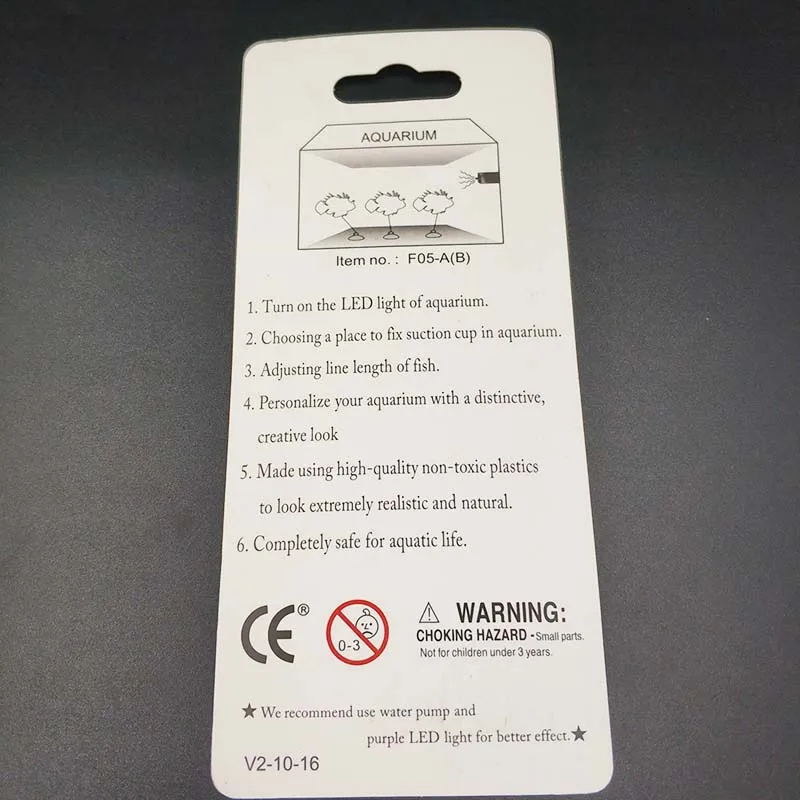 AQUARIUM
Item no. : F05-A(B)
1. Turn on the LED light of aquarium.
2. Choosing a place to fix suction cup in aquarium.
3. Adjusting line length of fish.
4. Personalize your aquarium with a distinctive,
creative look
5. Made using high-quality non-toxic plastics
to look extremely realistic and natural.
6. Completely safe for aquatic life.
CE®
0-3
⚠ WARNING:
CHOKING HAZARD - Small parts.
Not for children under 3 years.
★ We recommend use water pump and
purple LED light for better effect.★
V2-10-16